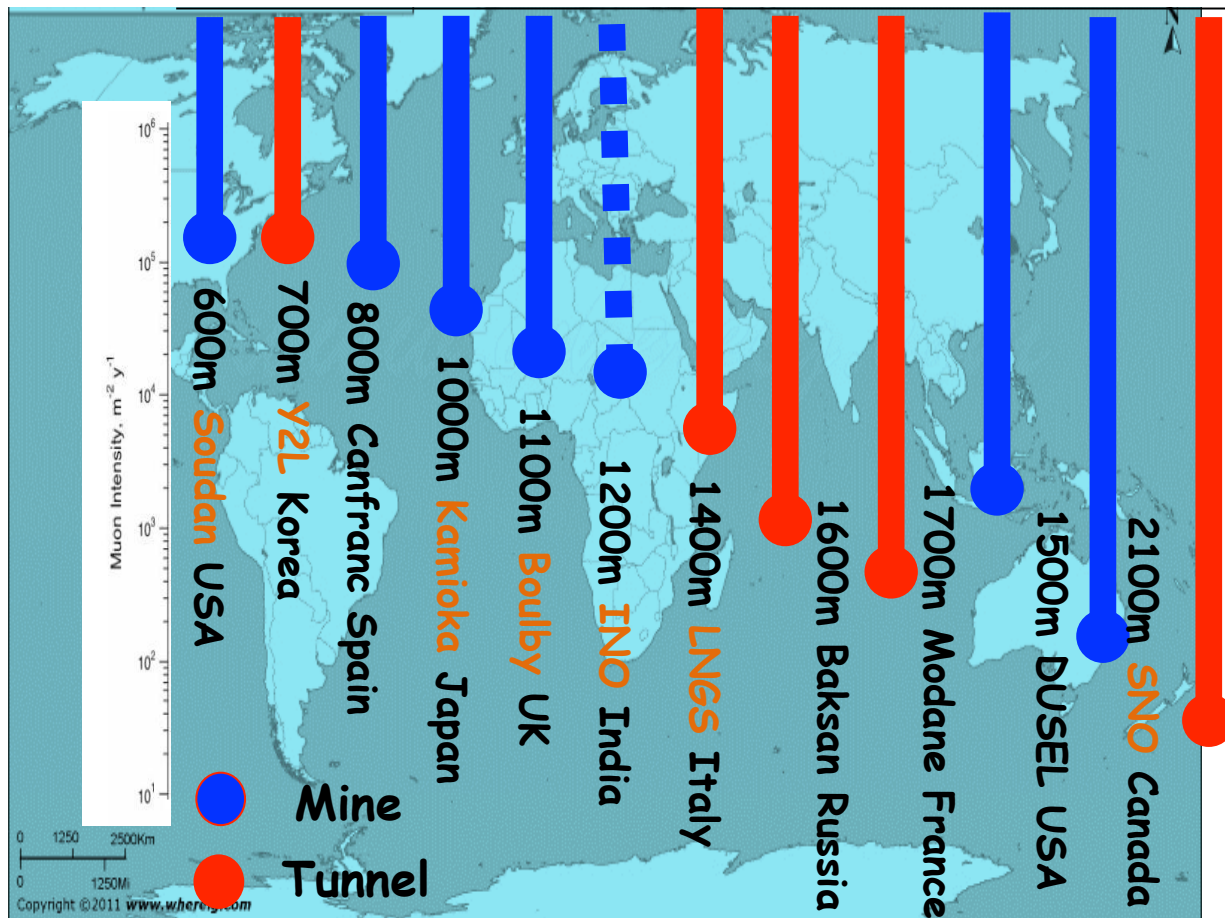 N
10⁶
10⁵
10⁴
10³
10²
10¹
Muon Intensity, m⁻² y⁻¹
600m Soudan USA
700m Y2L Korea
800m Canfranc Spain
1000m Kamioka Japan
1100m Boulby UK
1200m INO India
1400m LNGS Italy
1600m Baksan Russia
1700m Modane France
1500m DUSEL USA
2100m SNO Canada
Mine
Tunnel
0 1250 2500Km
0 1250Mi
Copyright ©2011 www.whereig.com